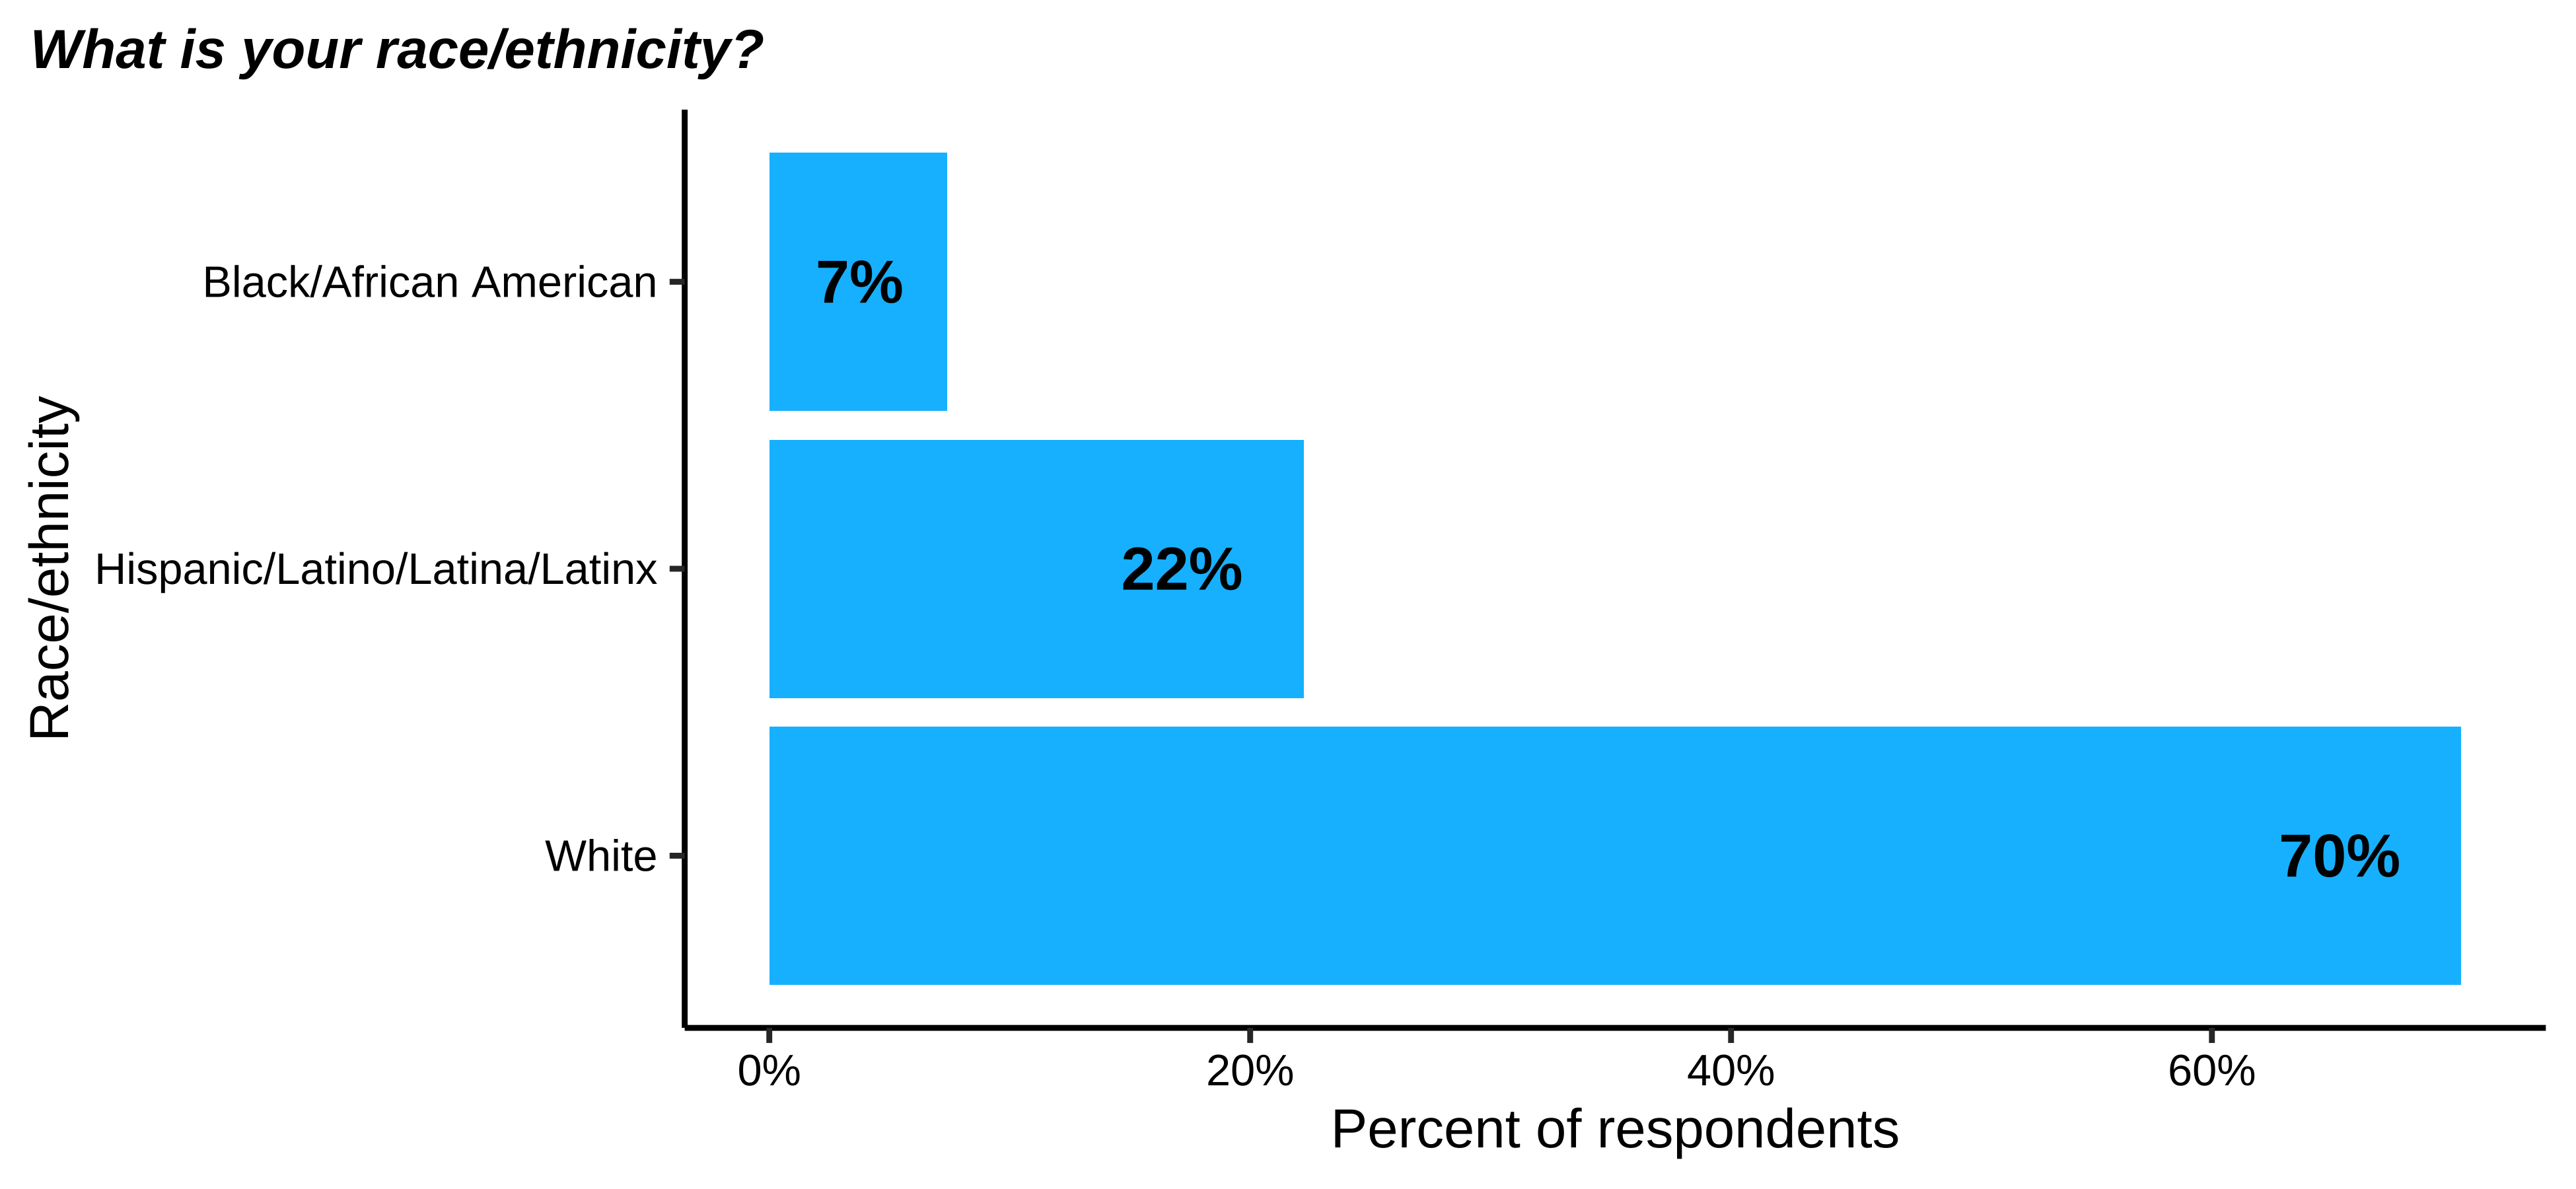 What is your race/ethnicity?
Race/ethnicity
Black/African American
7%
Hispanic/Latino/Latina/Latinx
22%
White
70%
0%
20%
40%
60%
Percent of respondents